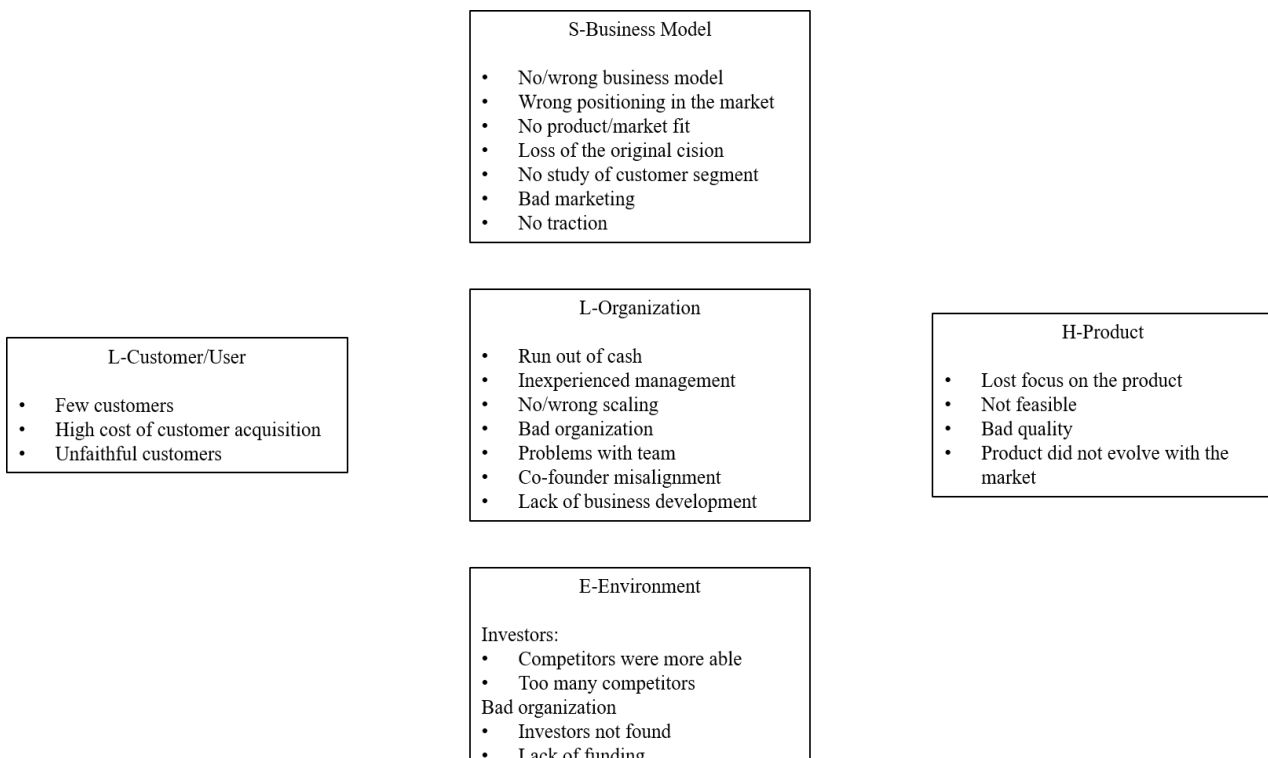 S-Business Model
• No/wrong business model
• Wrong positioning in the market
• No product/market fit
• Loss of the original cision
• No study of customer segment
• Bad marketing
• No traction
L-Customer/User
• Few customers
• High cost of customer acquisition
• Unfaithful customers
L-Organization
• Run out of cash
• Inexperienced management
• No/wrong scaling
• Bad organization
• Problems with team
• Co-founder misalignment
• Lack of business development
H-Product
• Lost focus on the product
• Not feasible
• Bad quality
• Product did not evolve with the
market
E-Environment
Investors:
• Competitors were more able
• Too many competitors
Bad organization
• Investors not found
• Lack of funding